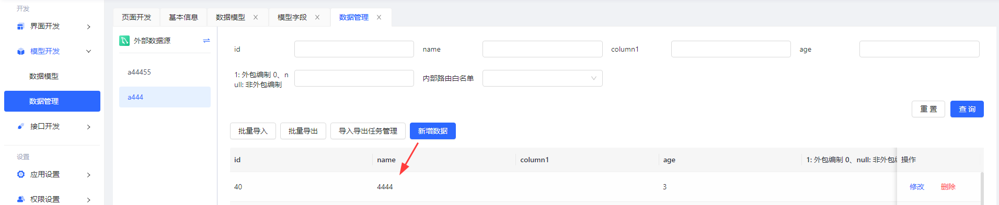 开发
界面开发
模型开发
数据模型
数据管理
接口开发
设置
应用设置
权限设置
页面开发 基本信息 数据模型 模型字段 数据管理
外部数据源
a44455
a444
id name column1 age
1: 外包编制 0、n
ull: 非外包编制
内部路由白名单
重 置 查 询
批量导入 批量导出 导入导出任务管理 新增数据
id name column1 age 1: 外包编制 0、null: 非外包编 操作
40 4444 3 修改 删除